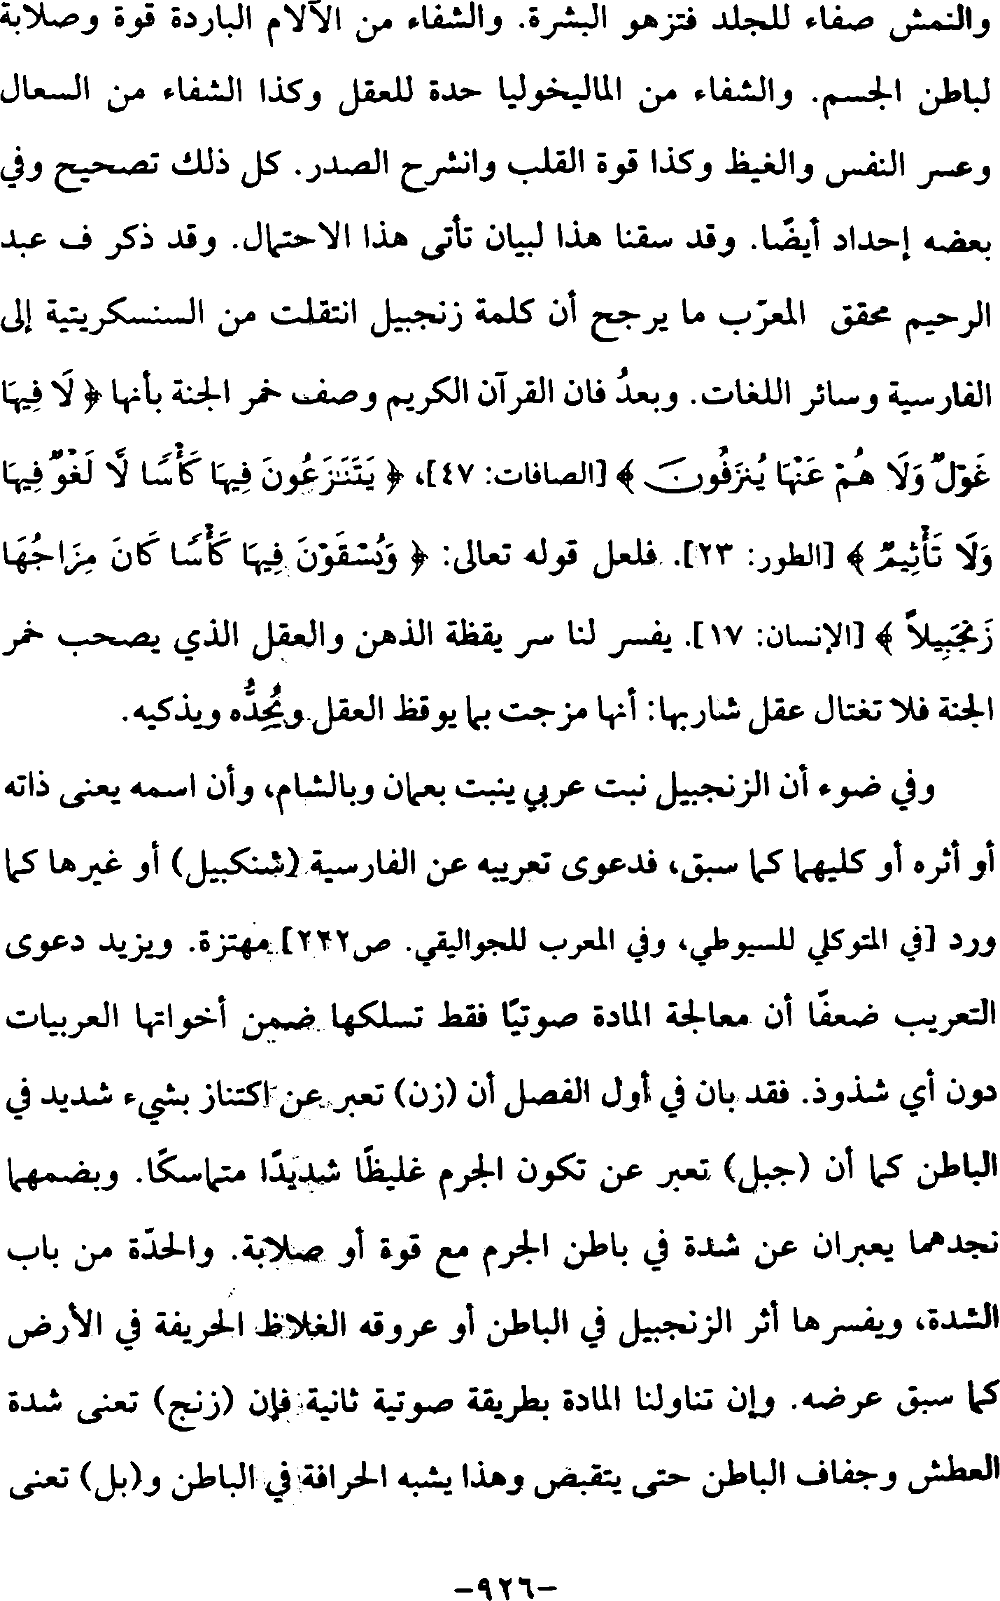 والنمش صفاء للجلد فتزهو البشرة. والشفاء من الآلام الباردة قوة وصلابة
لباطن الجسم. والشفاء من الماليخوليا حدة للعقل وكذا الشفاء من السعال
وعسر النفس والغيظ وكذا قوة القلب وانشرح الصدر. كل ذلك تصحيح وفي
بعضه إحداد أيضًا. وقد سقنا هذا لبيان تأتى هذا الاحتمال. وقد ذكر ف عبد
الرحيم محقق المعرّب ما يرجح أن كلمة زنجبيل انتقلت من السنسكريتية إلى
الفارسية وسائر اللغات. وبعدُ فان القرآن الكريم وصف خمر الجنة بأنها ﴿ لَا فِيهَا
غَوْلٌ وَلَا هُمْ عَنْهَا يُنزَفُونَ ﴾ [الصافات: ٤٧]، ﴿ يَتَنَـٰزَعُونَ فِيهَا كَأْسًا لَّا لَغْوٌ فِيهَا
وَلَا تَأْثِيمٌ ﴾ [الطور: ٢٣]. فلعل قوله تعالى: ﴿ وَيُسْقَوْنَ فِيهَا كَأْسًا كَانَ مِزَاجُهَا
زَنجَبِيلاً ﴾ [الإنسان: ١٧]. يفسر لنا سر يقظة الذهن والعقل الذي يصحب خمر
الجنة فلا تغتال عقل شاربها: أنها مزجت بما يوقظ العقل ويُحِدُّه ويذكيه.
وفي ضوء أن الزنجبيل نبت عربي ينبت بعمان وبالشام، وأن اسمه يعنى ذاته
أو أثره أو كليهما كما سبق، فدعوى تعريبه عن الفارسية (شنكبيل) أو غيرها كما
ورد [في المتوكلي للسيوطي، وفي المعرب للجواليقي. ص٢٢٢] مهتزة. ويزيد دعوى
التعريب ضعفًا أن معالجة المادة صوتيًا فقط تسلكها ضمن أخواتها العربيات
دون أي شذوذ. فقد بان في أول الفصل أن (زن) تعبر عن اكتناز بشيء شديد في
الباطن كما أن (جبل) تعبر عن تكون الجرم غليظًا شديدًا متماسكًا. وبضمهما
نجدهما يعبران عن شدة في باطن الجرم مع قوة أو صلابة. والحدّة من باب
الشدة، ويفسرها أثر الزنجبيل في الباطن أو عروقه الغلاظ الحريفة في الأرض
كما سبق عرضه. وإن تناولنا المادة بطريقة صوتية ثانية فإن (زنج) تعنى شدة
العطش وجفاف الباطن حتى يتقبض وهذا يشبه الحرافة في الباطن و(بل) تعنى
-٩٢٦-